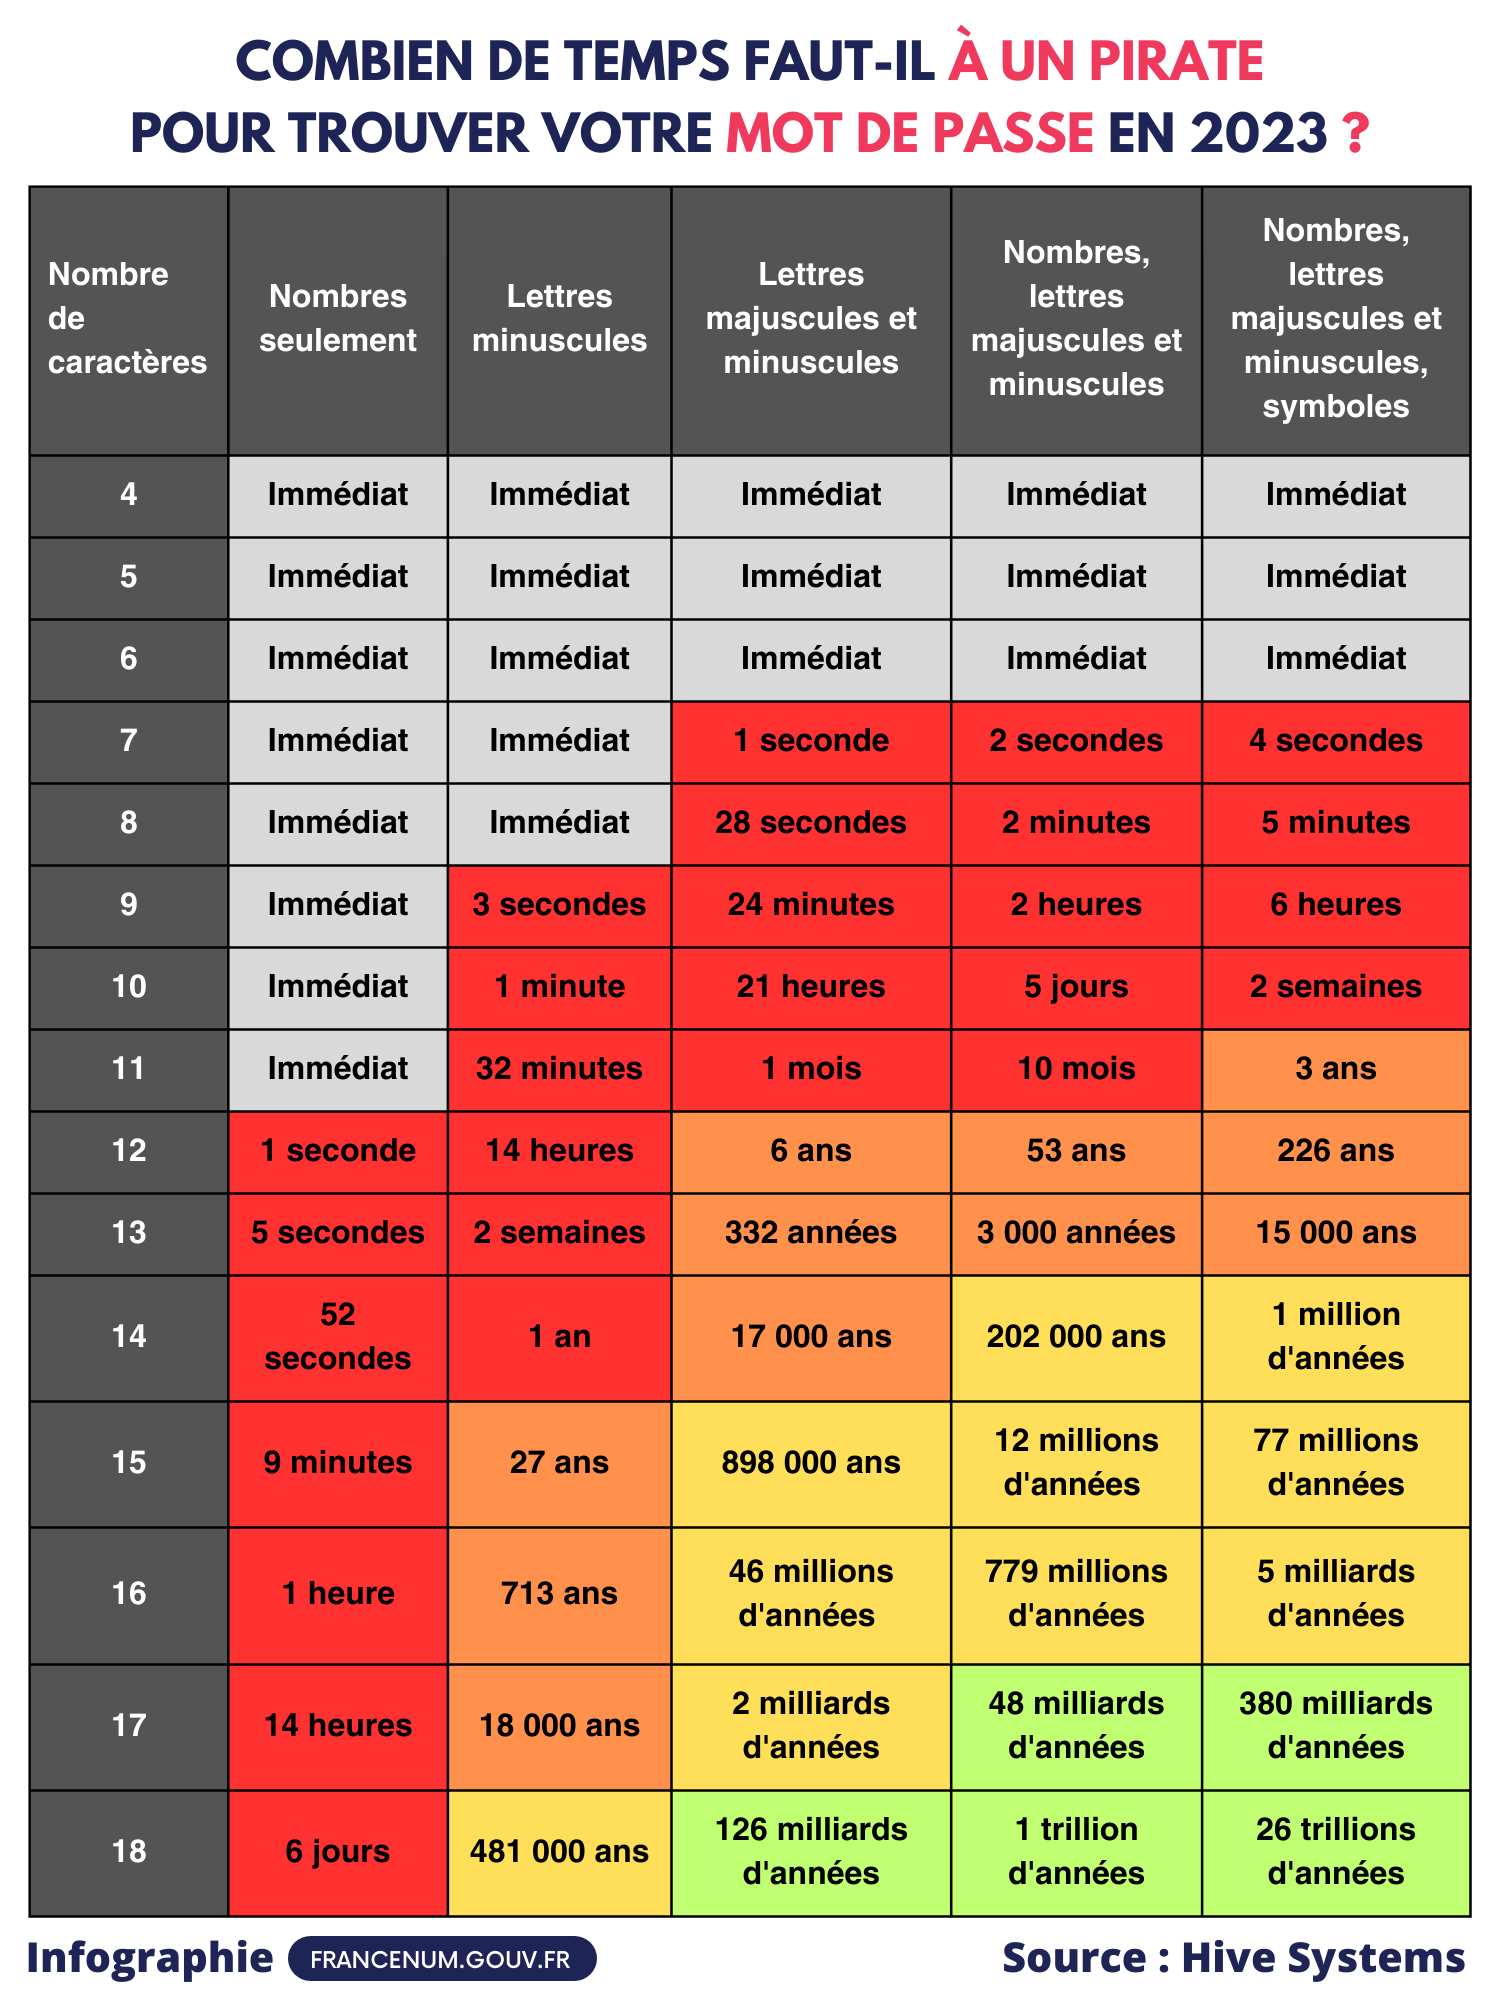 COMBIEN DE TEMPS FAUT-IL À UN PIRATE
POUR TROUVER VOTRE MOT DE PASSE EN 2023 ?
Nombre
de
caractères
Nombres
seulement
Lettres
minuscules
Lettres
majuscules et
minuscules
Nombres,
lettres
majuscules et
minuscules
Nombres,
lettres
majuscules et
minuscules,
symboles
4 Immédiat Immédiat Immédiat Immédiat Immédiat
5 Immédiat Immédiat Immédiat Immédiat Immédiat
6 Immédiat Immédiat Immédiat Immédiat Immédiat
7 Immédiat Immédiat 1 seconde 2 secondes 4 secondes
8 Immédiat Immédiat 28 secondes 2 minutes 5 minutes
9 Immédiat 3 secondes 24 minutes 2 heures 6 heures
10 Immédiat 1 minute 21 heures 5 jours 2 semaines
11 Immédiat 32 minutes 1 mois 10 mois 3 ans
12 1 seconde 14 heures 6 ans 53 ans 226 ans
13 5 secondes 2 semaines 332 années 3 000 années 15 000 ans
14
52
secondes
1 an
17 000 ans
202 000 ans
1 million
d'années
15
9 minutes
27 ans
898 000 ans
12 millions
d'années
77 millions
d'années
16
1 heure
713 ans
46 millions
d'années
779 millions
d'années
5 milliards
d'années
17
14 heures
18 000 ans
2 milliards
d'années
48 milliards
d'années
380 milliards
d'années
18
6 jours
481 000 ans
126 milliards
d'années
1 trillion
d'années
26 trillions
d'années
Infographie FRANCENUM.GOUV.FR Source : Hive Systems